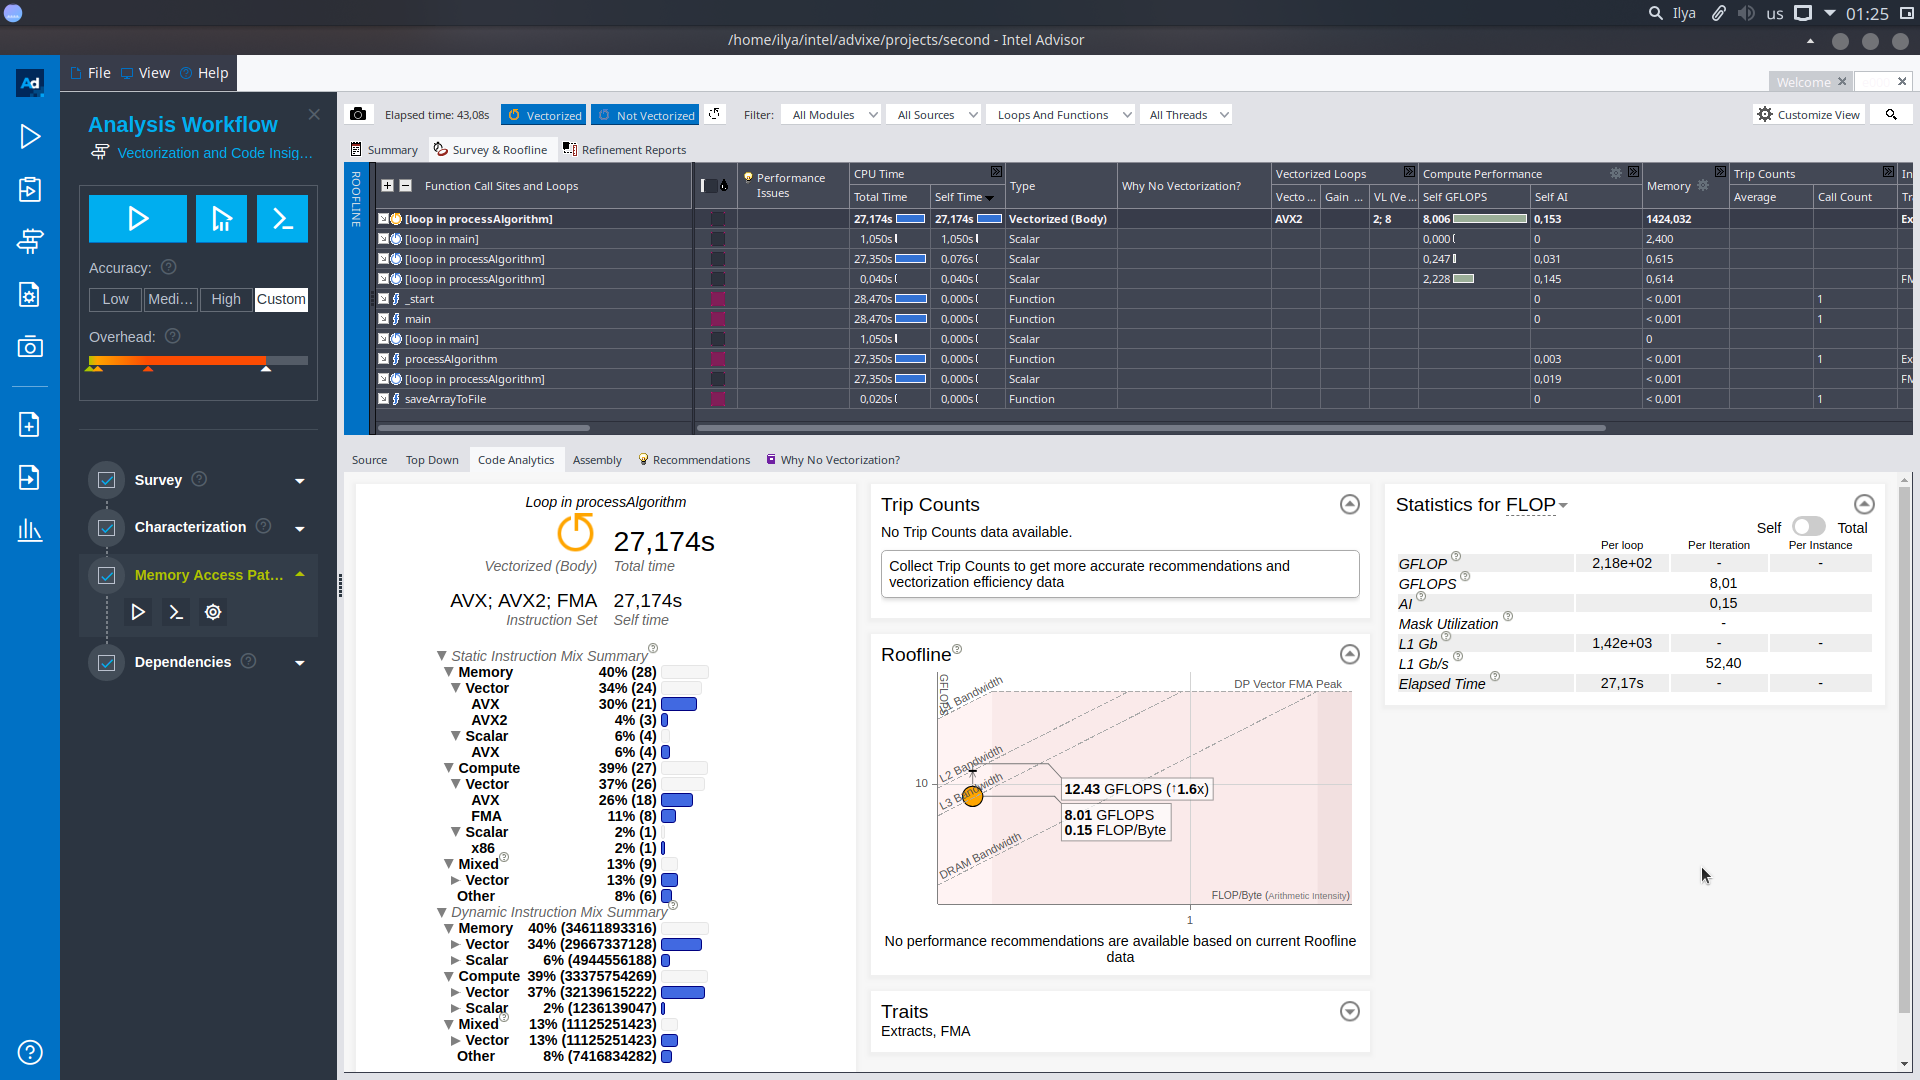 Ilya us 01:25
/home/ilya/intel/advixe/projects/second - Intel Advisor
Ad File View Help
Welcome
Analysis Workflow
Vectorization and Code Insig...
Accuracy:
Low Medi... High Custom
Overhead:
Survey
Characterization
Memory Access Pat...
Dependencies
Elapsed time: 43,08s Vectorized Not Vectorized Filter: All Modules All Sources Loops And Functions All Threads Customize View
Summary Survey & Roofline Refinement Reports
ROOFLINE
Function Call Sites and Loops Performance Issues CPU Time Type Why No Vectorization? Vectorized Loops Compute Performance Memory Trip Counts In
Total Time Self Time Vecto ... Gain ... VL (Ve ... Self GFLOPS Self AI Average Call Count Tr
[loop in processAlgorithm] 27,174s 27,174s Vectorized (Body) AVX2 2; 8 8,006 0,153 1424,032 Ex
[loop in main] 1,050s 1,050s Scalar 0,000 0 2,400
[loop in processAlgorithm] 27,350s 0,076s Scalar 0,247 0,031 0,615
[loop in processAlgorithm] 0,040s 0,040s Scalar 2,228 0,145 0,614 FM
_start 28,470s 0,000s Function 0 < 0,001 1
main 28,470s 0,000s Function 0 < 0,001 1
[loop in main] 1,050s 0,000s Scalar 0
processAlgorithm 27,350s 0,000s Function 0,003 < 0,001 1 Ex
[loop in processAlgorithm] 27,350s 0,000s Scalar 0,019 < 0,001 FM
saveArrayToFile 0,020s 0,000s Function 0 < 0,001 1
Source Top Down Code Analytics Assembly Recommendations Why No Vectorization?
Loop in processAlgorithm
27,174s
Vectorized (Body) Total time
AVX; AVX2; FMA 27,174s
Instruction Set Self time
Static Instruction Mix Summary
Memory 40% (28)
Vector 34% (24)
AVX 30% (21)
AVX2 4% (3)
Scalar 6% (4)
AVX 6% (4)
Compute 39% (27)
Vector 37% (26)
AVX 26% (18)
FMA 11% (8)
Scalar 2% (1)
x86 2% (1)
Mixed 13% (9)
Vector 13% (9)
Other 8% (6)
Dynamic Instruction Mix Summary
Memory 40% (34611893316)
Vector 34% (29667337128)
Scalar 6% (4944556188)
Compute 39% (33375754269)
Vector 37% (32139615222)
Scalar 2% (1236139047)
Mixed 13% (11125251423)
Vector 13% (11125251423)
Other 8% (7416834282)
Trip Counts
No Trip Counts data available.
Collect Trip Counts to get more accurate recommendations and
vectorization efficiency data
Roofline
GFLOPS
L1 Bandwidth
DP Vector FMA Peak
L2 Bandwidth
10
L3 Bandwidth
12.43 GFLOPS (↑1.6x)
8.01 GFLOPS
0.15 FLOP/Byte
DRAM Bandwidth
FLOP/Byte (Arithmetic Intensity)
1
No performance recommendations are available based on current Roofline
data
Traits
Extracts, FMA
Statistics for FLOP
Self Total
Per loop Per Iteration Per Instance
GFLOP 2,18e+02 - -
GFLOPS 8,01
AI 0,15
Mask Utilization -
L1 Gb 1,42e+03 - -
L1 Gb/s 52,40
Elapsed Time 27,17s - -